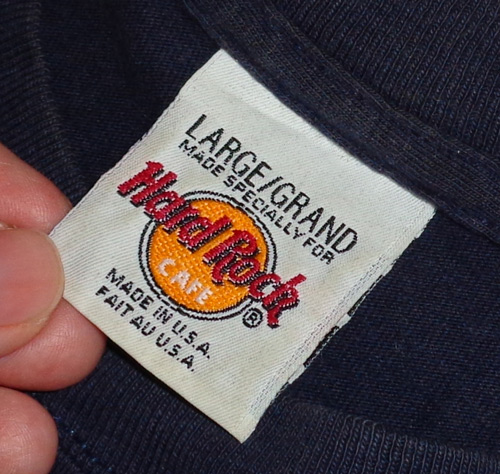 LARGE/GRAND
MADE SPECIALLY FOR
Hard Rock
CAFE
®
MADE IN U.S.A.
FAIT AU U.S.A.